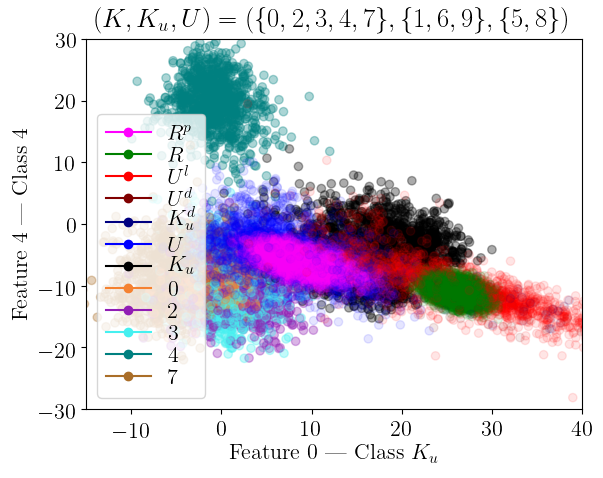 (K, K_u, U) = ({0, 2, 3, 4, 7}, {1, 6, 9}, {5, 8})
30
20
10
0
−10
−20
−30
Feature 4 — Class 4
R^p
R
U^l
U^d
K_u^d
U
K_u
0
2
3
4
7
−10 0 10 20 30 40
Feature 0 — Class K_u